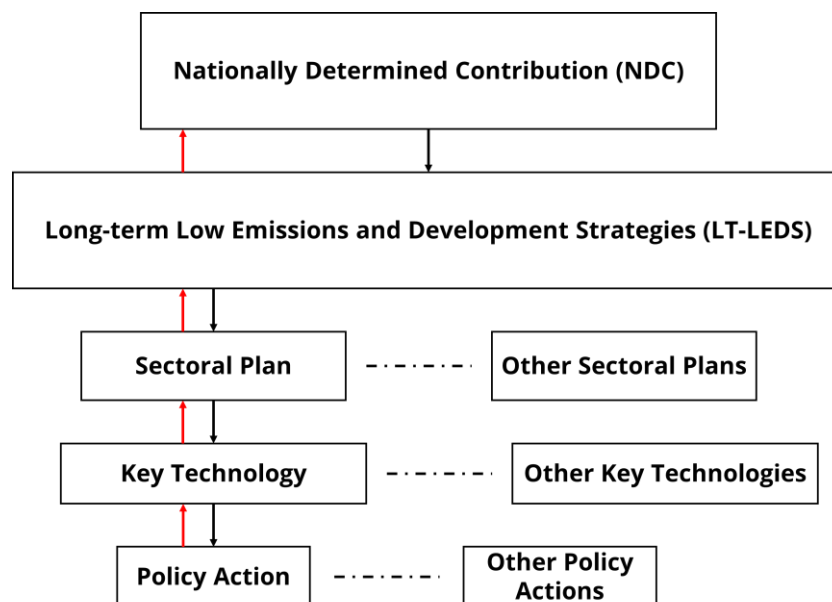 Nationally Determined Contribution (NDC)
Long-term Low Emissions and Development Strategies (LT-LEDS)
Sectoral Plan
Other Sectoral Plans
Key Technology
Other Key Technologies
Policy Action
Other Policy
Actions